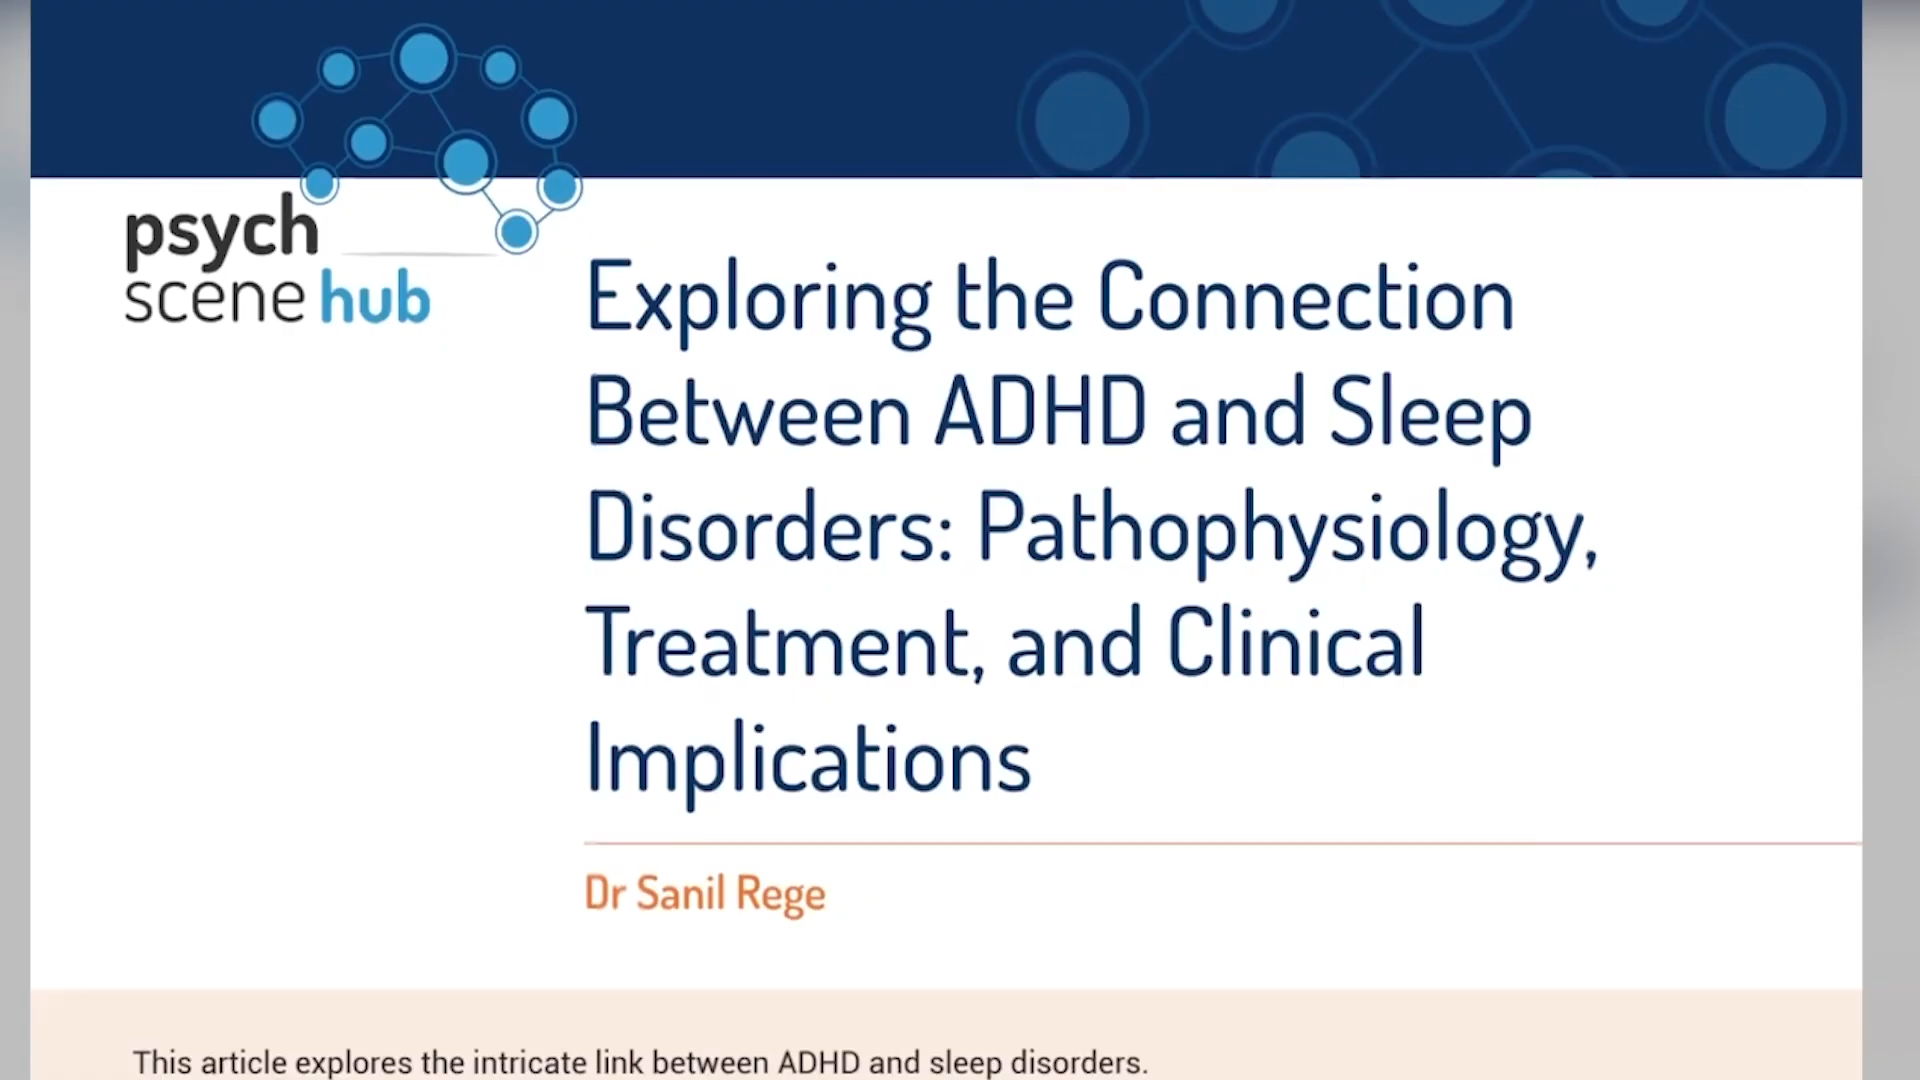 psych
scene hub
Exploring the Connection
Between ADHD and Sleep
Disorders: Pathophysiology,
Treatment, and Clinical
Implications
Dr Sanil Rege
This article explores the intricate link between ADHD and sleep disorders.